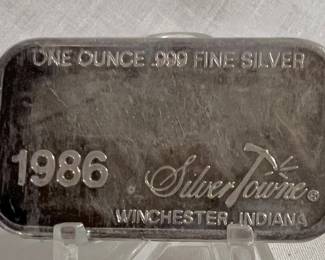 ONE OUNCE .999 FINE SILVER
1986
SilverTowne®
WINCHESTER, INDIANA